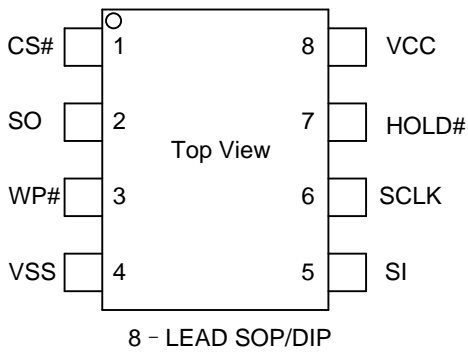 CS# 1 8 VCC
SO 2 7 HOLD#
Top View
WP# 3 6 SCLK
VSS 4 5 SI
8 - LEAD SOP/DIP